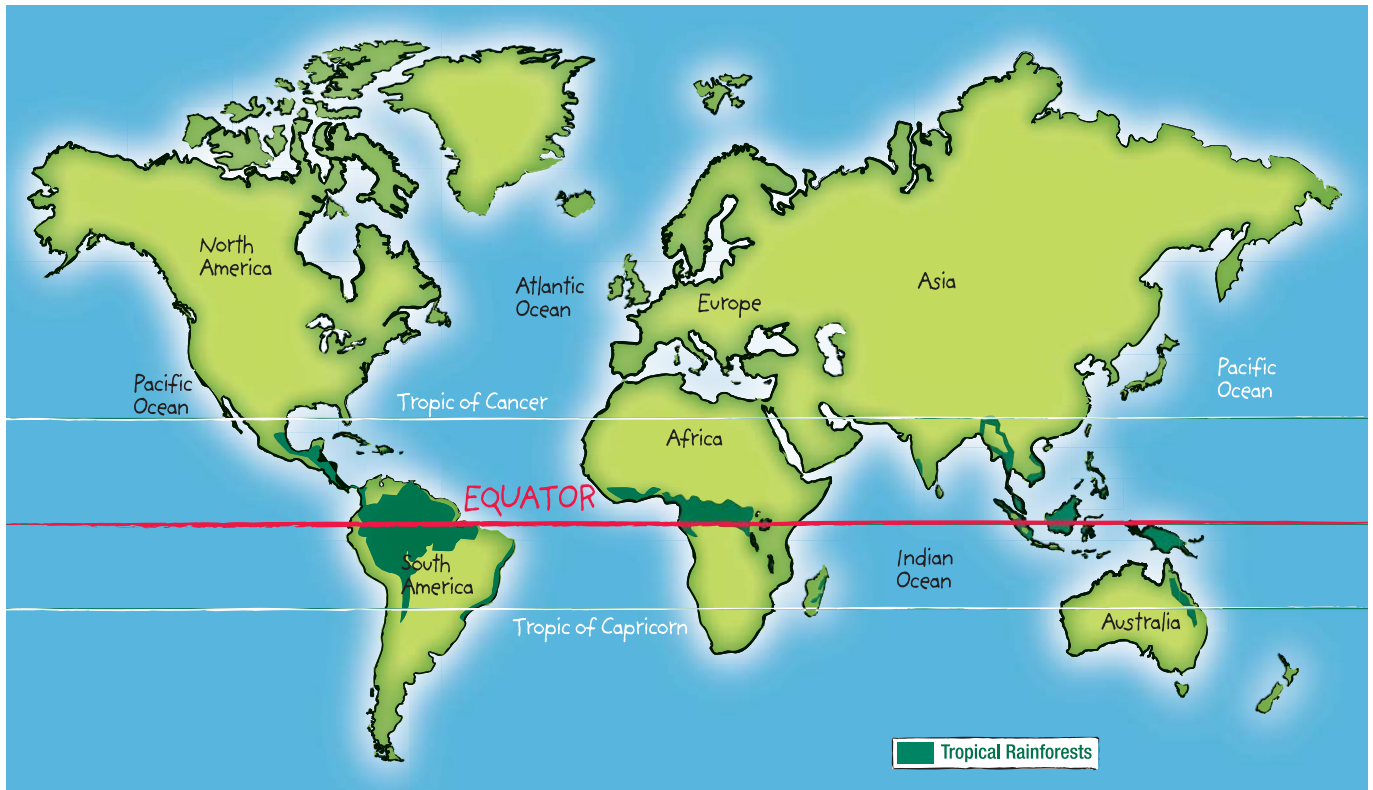 North
America
Atlantic
Ocean
Europe
Asia
Pacific
Ocean
Pacific
Ocean
Tropic of Cancer
Africa
EQUATOR
South
America
Indian
Ocean
Tropic of Capricorn
Australia
Tropical Rainforests